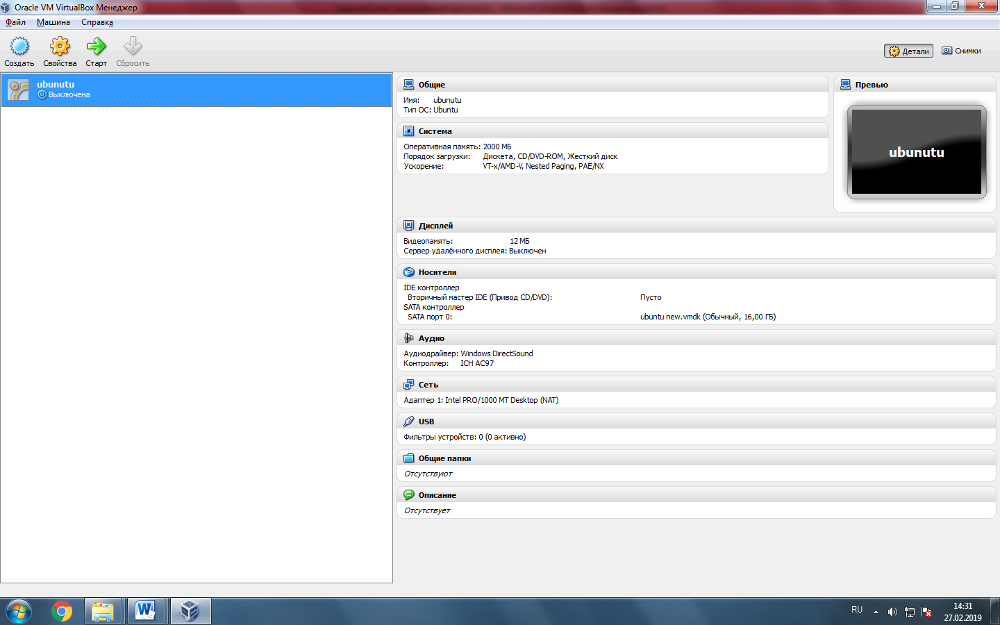 Oracle VM VirtualBox Менеджер
Файл Машина Справка
Создать Свойства Старт Сбросить
Детали Снимки
ubunutu
Выключена
Общие
Имя: ubunutu
Тип ОС: Ubuntu
Система
Оперативная память: 2000 МБ
Порядок загрузки: Дискета, CD/DVD-ROM, Жесткий диск
Ускорение: VT-x/AMD-V, Nested Paging, PAE/NX
Превью
ubunutu
Дисплей
Видеопамять: 12 МБ
Сервер удалённого дисплея: Выключен
Носители
IDE контроллер
Вторичный мастер IDE (Привод CD/DVD): Пусто
SATA контроллер
SATA порт 0: ubuntu new.vmdk (Обычный, 16,00 ГБ)
Аудио
Аудиодрайвер: Windows DirectSound
Контроллер: ICH AC97
Сеть
Адаптер 1: Intel PRO/1000 MT Desktop (NAT)
USB
Фильтры устройств: 0 (0 активно)
Общие папки
Отсутствуют
Описание
Отсутствует
RU
14:31
27.02.2019